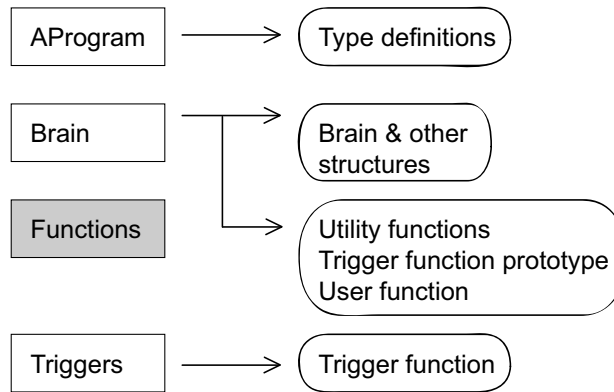 AProgram
Type definitions
Brain
Brain & other
structures
Functions
Utility functions
Trigger function prototype
User function
Triggers
Trigger function